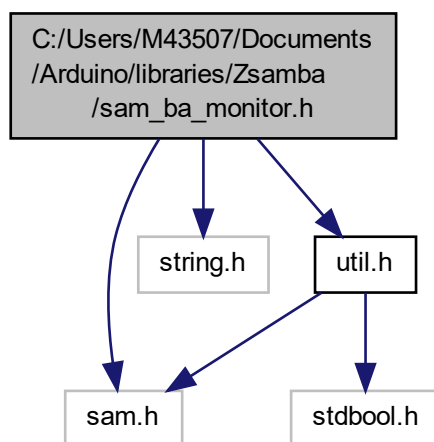 C:/Users/M43507/Documents
/Arduino/libraries/Zsamba
/sam_ba_monitor.h
string.h
util.h
sam.h
stdbool.h